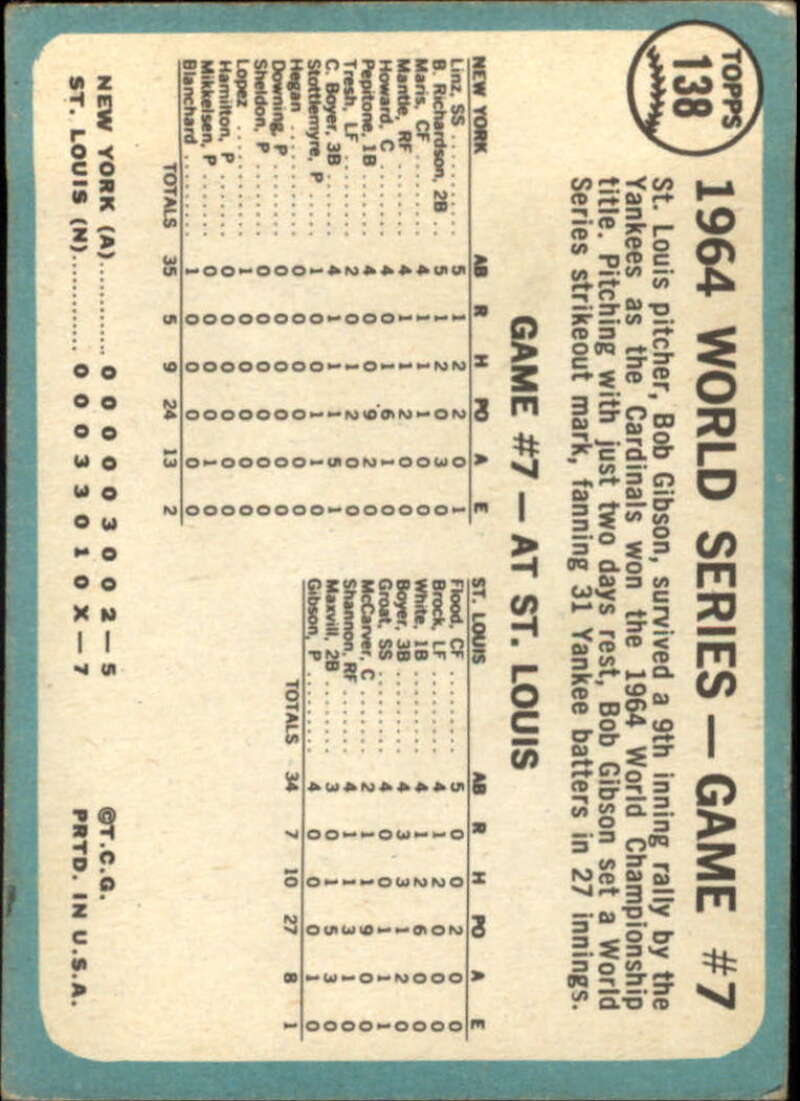 TOPPS
138
1964 WORLD SERIES — GAME #7
St. Louis pitcher, Bob Gibson, survived a 9th inning rally by the
Yankees as the Cardinals won the 1964 World Championship
title. Pitching with just two days rest, Bob Gibson set a World
Series strikeout mark, fanning 31 Yankee batters in 27 innings.
GAME #7 — AT ST. LOUIS
NEW YORK AB R H PO A E
Linz, SS 5 1 2 2 0 1
B. Richardson, 2B 5 1 2 0 3 0
Maris, CF 4 1 1 1 0 0
Mantle, RF 4 1 1 2 0 0
Howard, C 4 0 1 6 1 0
Pepitone, 1B 4 0 0 9 2 0
Tresh, LF 2 0 1 2 0 0
C. Boyer, 3B 4 1 1 1 5 1
Stottlemyre, P 1 0 0 1 1 0
Hegan 0 0 0 0 0 0
Downing, P 0 0 0 0 0 0
Sheldon, P 0 0 0 0 0 0
Lopez 1 0 0 0 0 0
Hamilton, P 0 0 0 0 0 0
Mikkelsen, P 0 0 0 0 1 0
Blanchard 1 0 0 0 0 0
TOTALS 35 5 9 24 13 2
ST. LOUIS AB R H PO A E
Flood, CF 5 0 0 2 0 0
Brock, LF 4 1 2 0 0 0
White, 1B 4 1 2 6 0 0
Boyer, 3B 4 3 3 1 2 0
Groat, SS 4 0 0 1 1 1
McCarver, C 2 1 1 9 0 0
Shannon, RF 4 1 1 3 1 0
Maxvill, 2B 3 0 1 5 3 0
Gibson, P 4 0 0 0 1 0
TOTALS 34 7 10 27 8 1
NEW YORK (A) 0 0 0 0 0 3 0 0 2 — 5
ST. LOUIS (N) 0 0 0 3 3 0 1 0 X — 7
©T.C.G.
PRTD. IN U.S.A.